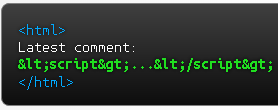 <html>
Latest comment:
&lt;script&gt;...&lt;/script&gt;
</html>